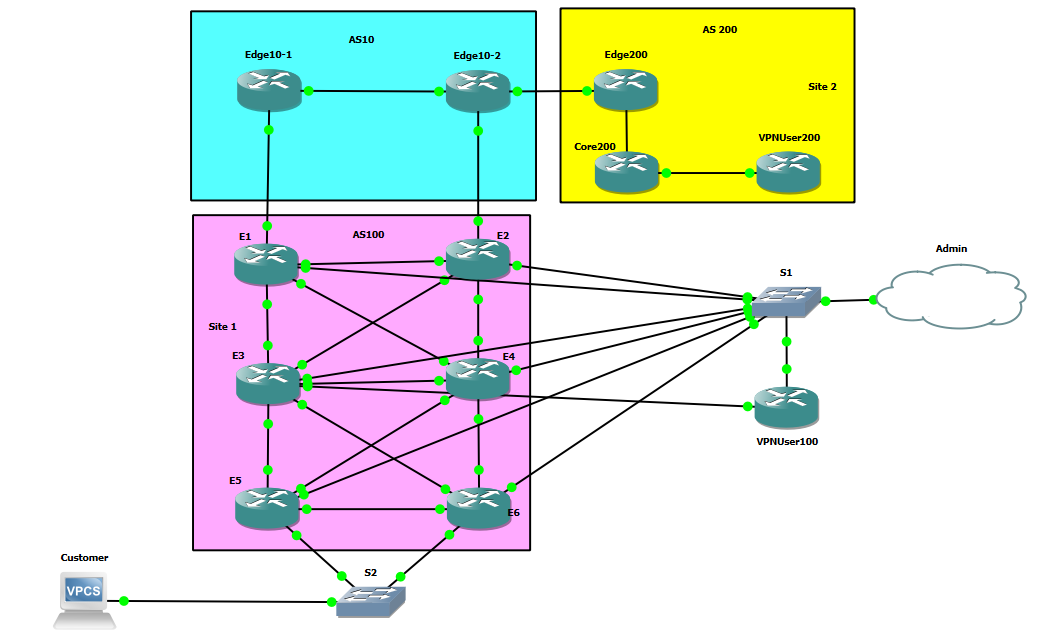 AS10
AS 200
Edge10-1
Edge10-2
Edge200
Site 2
Core200
VPNUser200
E1
AS100
E2
Admin
S1
Site 1
E3
E4
VPNUser100
E5
E6
Customer
S2
VPCS